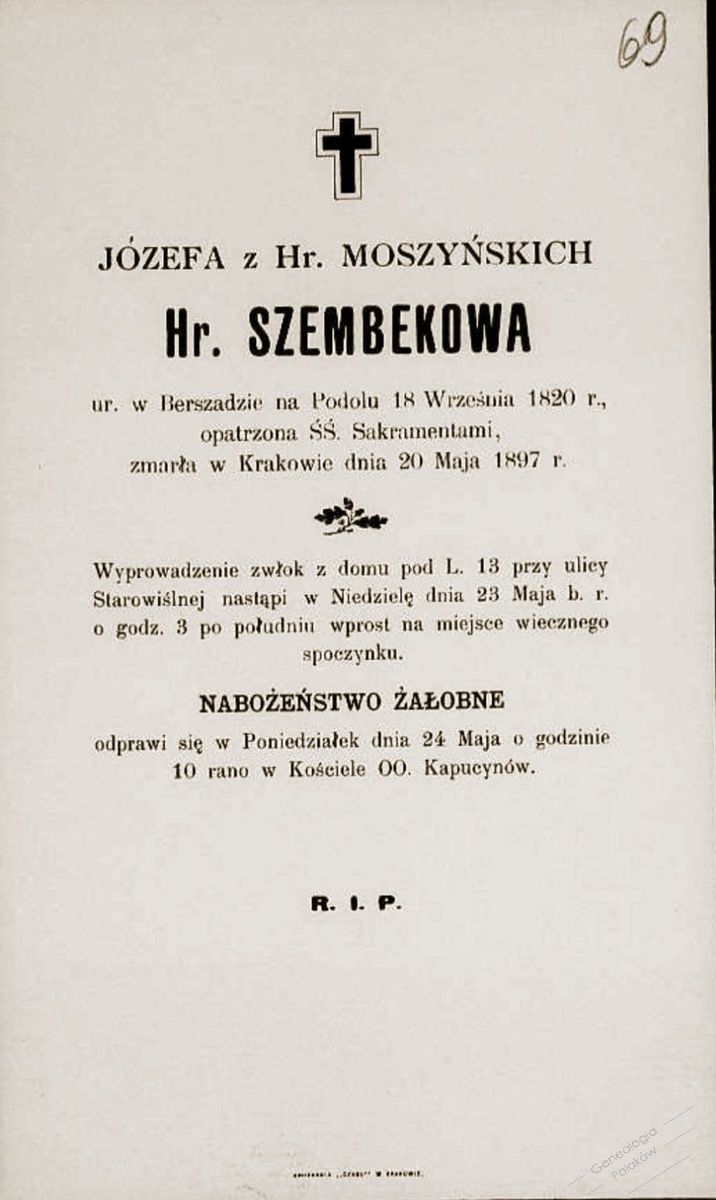 69
JÓZEFA z Hr. MOSZYŃSKICH
Hr. SZEMBEKOWA
ur. w Berszadzie na Podolu 18 Września 1820 r.,
opatrzona ŚŚ. Sakramentami,
zmarła w Krakowie dnia 20 Maja 1897 r.
Wyprowadzenie zwłok z domu pod L. 13 przy ulicy
Starowiślnej nastąpi w Niedzielę dnia 23 Maja b. r.
o godz. 3 po południu wprost na miejsce wiecznego
spoczynku.
NABOŻEŃSTWO ŻAŁOBNE
odprawi się w Poniedziałek dnia 24 Maja o godzinie
10 rano w Kościele OO. Kapucynów.
R. I. P.
„CZASU" W KRAKOWIE.
Genealogia
Polaków